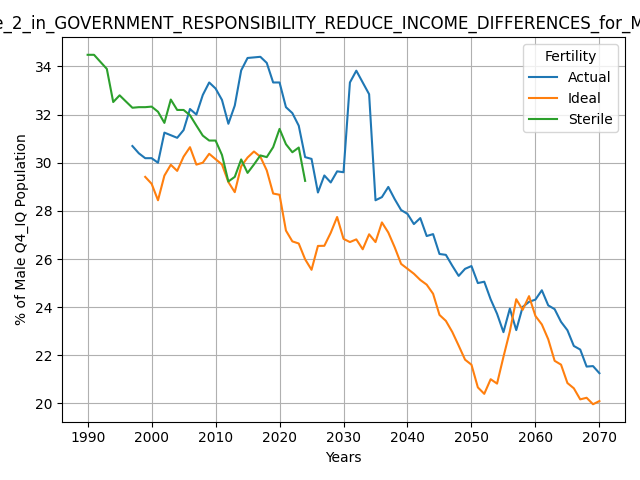 e_2_in_GOVERNMENT_RESPONSIBILITY_REDUCE_INCOME_DIFFERENCES_for_M
Fertility
Actual
Ideal
Sterile
% of Male Q4_IQ Population
34
32
30
28
26
24
22
20
1990 2000 2010 2020 2030 2040 2050 2060 2070
Years